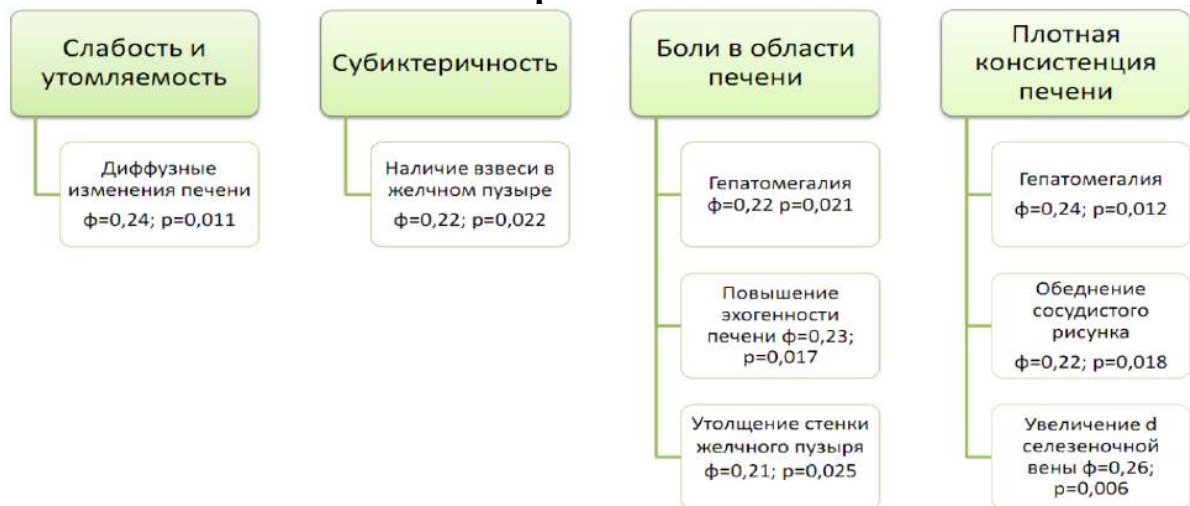 Слабость и
утомляемость
Диффузные
изменения печени
ф=0,24; р=0,011
Субиктеричность
Наличие взвеси в
желчном пузыре
ф=0,22; р=0,022
Боли в области
печени
Гепатомегалия
ф=0,22 р=0,021
Повышение
эхогенности
печени ф=0,23;
р=0,017
Утолщение стенки
желчного пузыря
ф=0,21; р=0,025
Плотная
консистенция
печени
Гепатомегалия
ф=0,24; р=0,012
Обеднение
сосудистого
рисунка
ф=0,22; р=0,018
Увеличение d
селезеночной
вены ф=0,26;
р=0,006